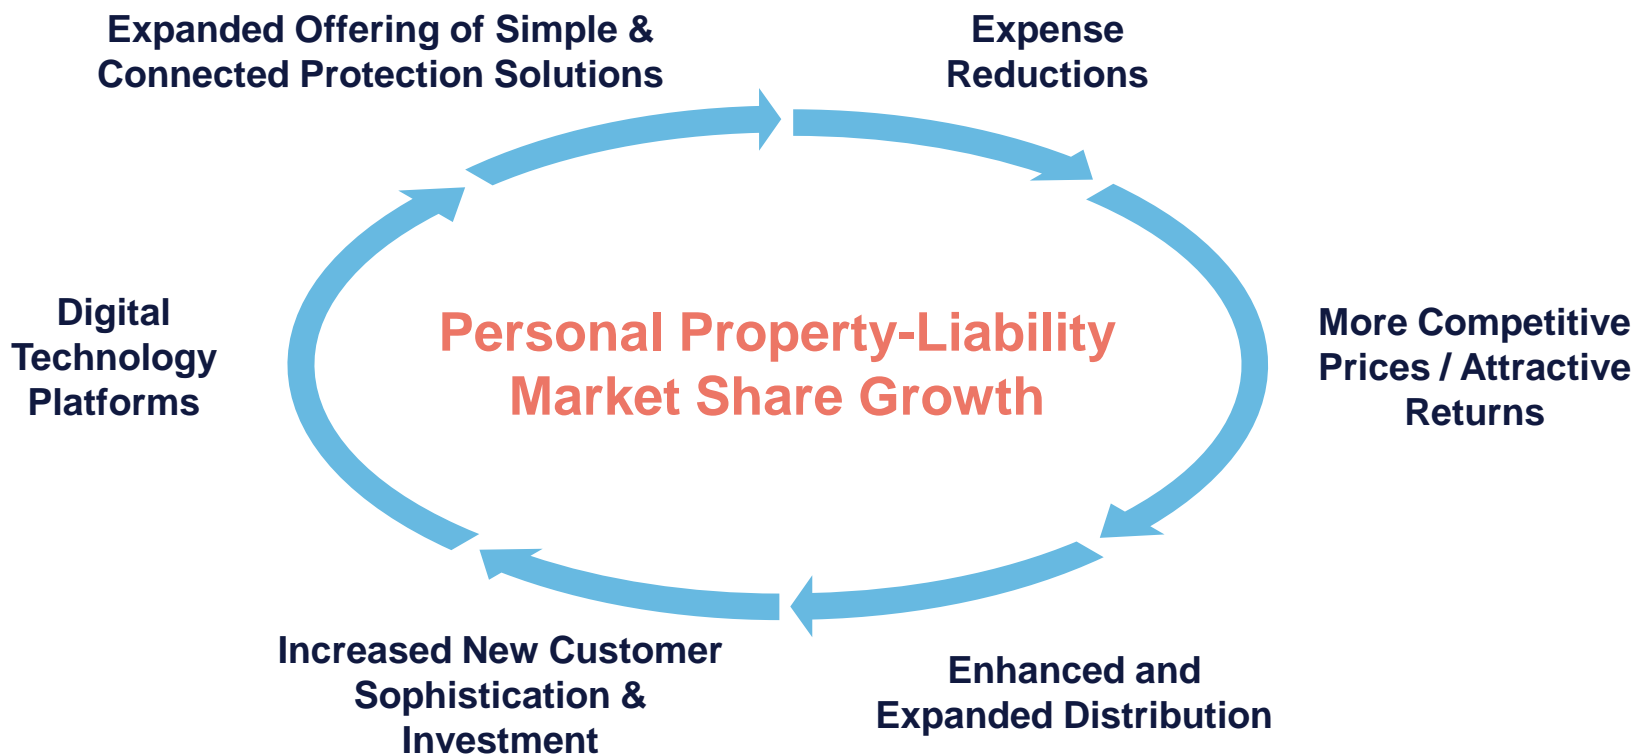 Expanded Offering of Simple &
Connected Protection Solutions
Expense
Reductions
More Competitive
Prices / Attractive
Returns
Enhanced and
Expanded Distribution
Increased New Customer
Sophistication &
Investment
Digital
Technology
Platforms
Personal Property-Liability
Market Share Growth